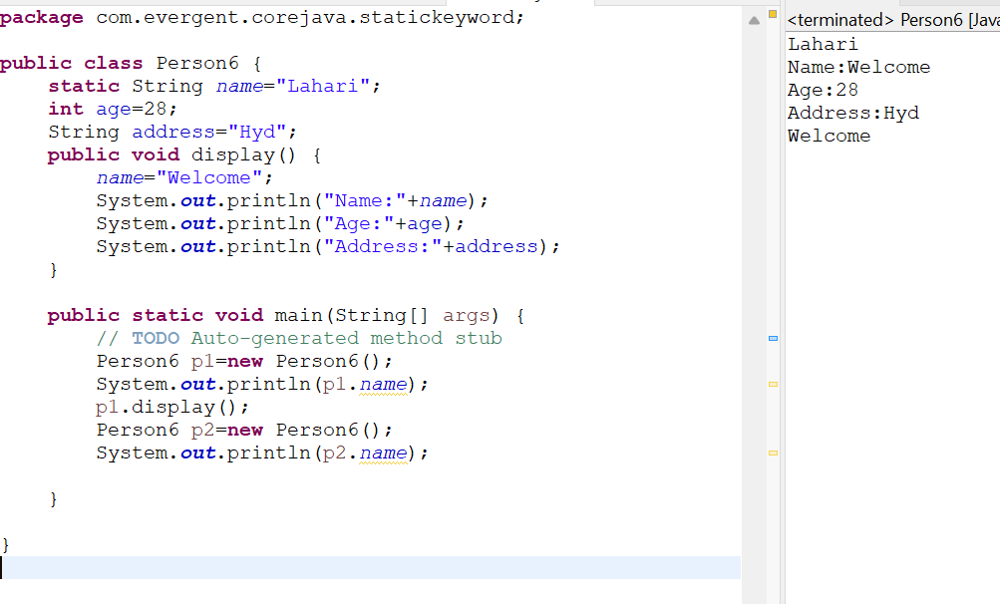 package com.evergent.corejava.statickeyword;
public class Person6 {
static String name="Lahari";
int age=28;
String address="Hyd";
public void display() {
name="Welcome";
System.out.println("Name:"+name);
System.out.println("Age:"+age);
System.out.println("Address:"+address);
}
public static void main(String[] args) {
// TODO Auto-generated method stub
Person6 p1=new Person6();
System.out.println(p1.name);
p1.display();
Person6 p2=new Person6();
System.out.println(p2.name);
}
}
<terminated> Person6 [Java
Lahari
Name:Welcome
Age:28
Address:Hyd
Welcome